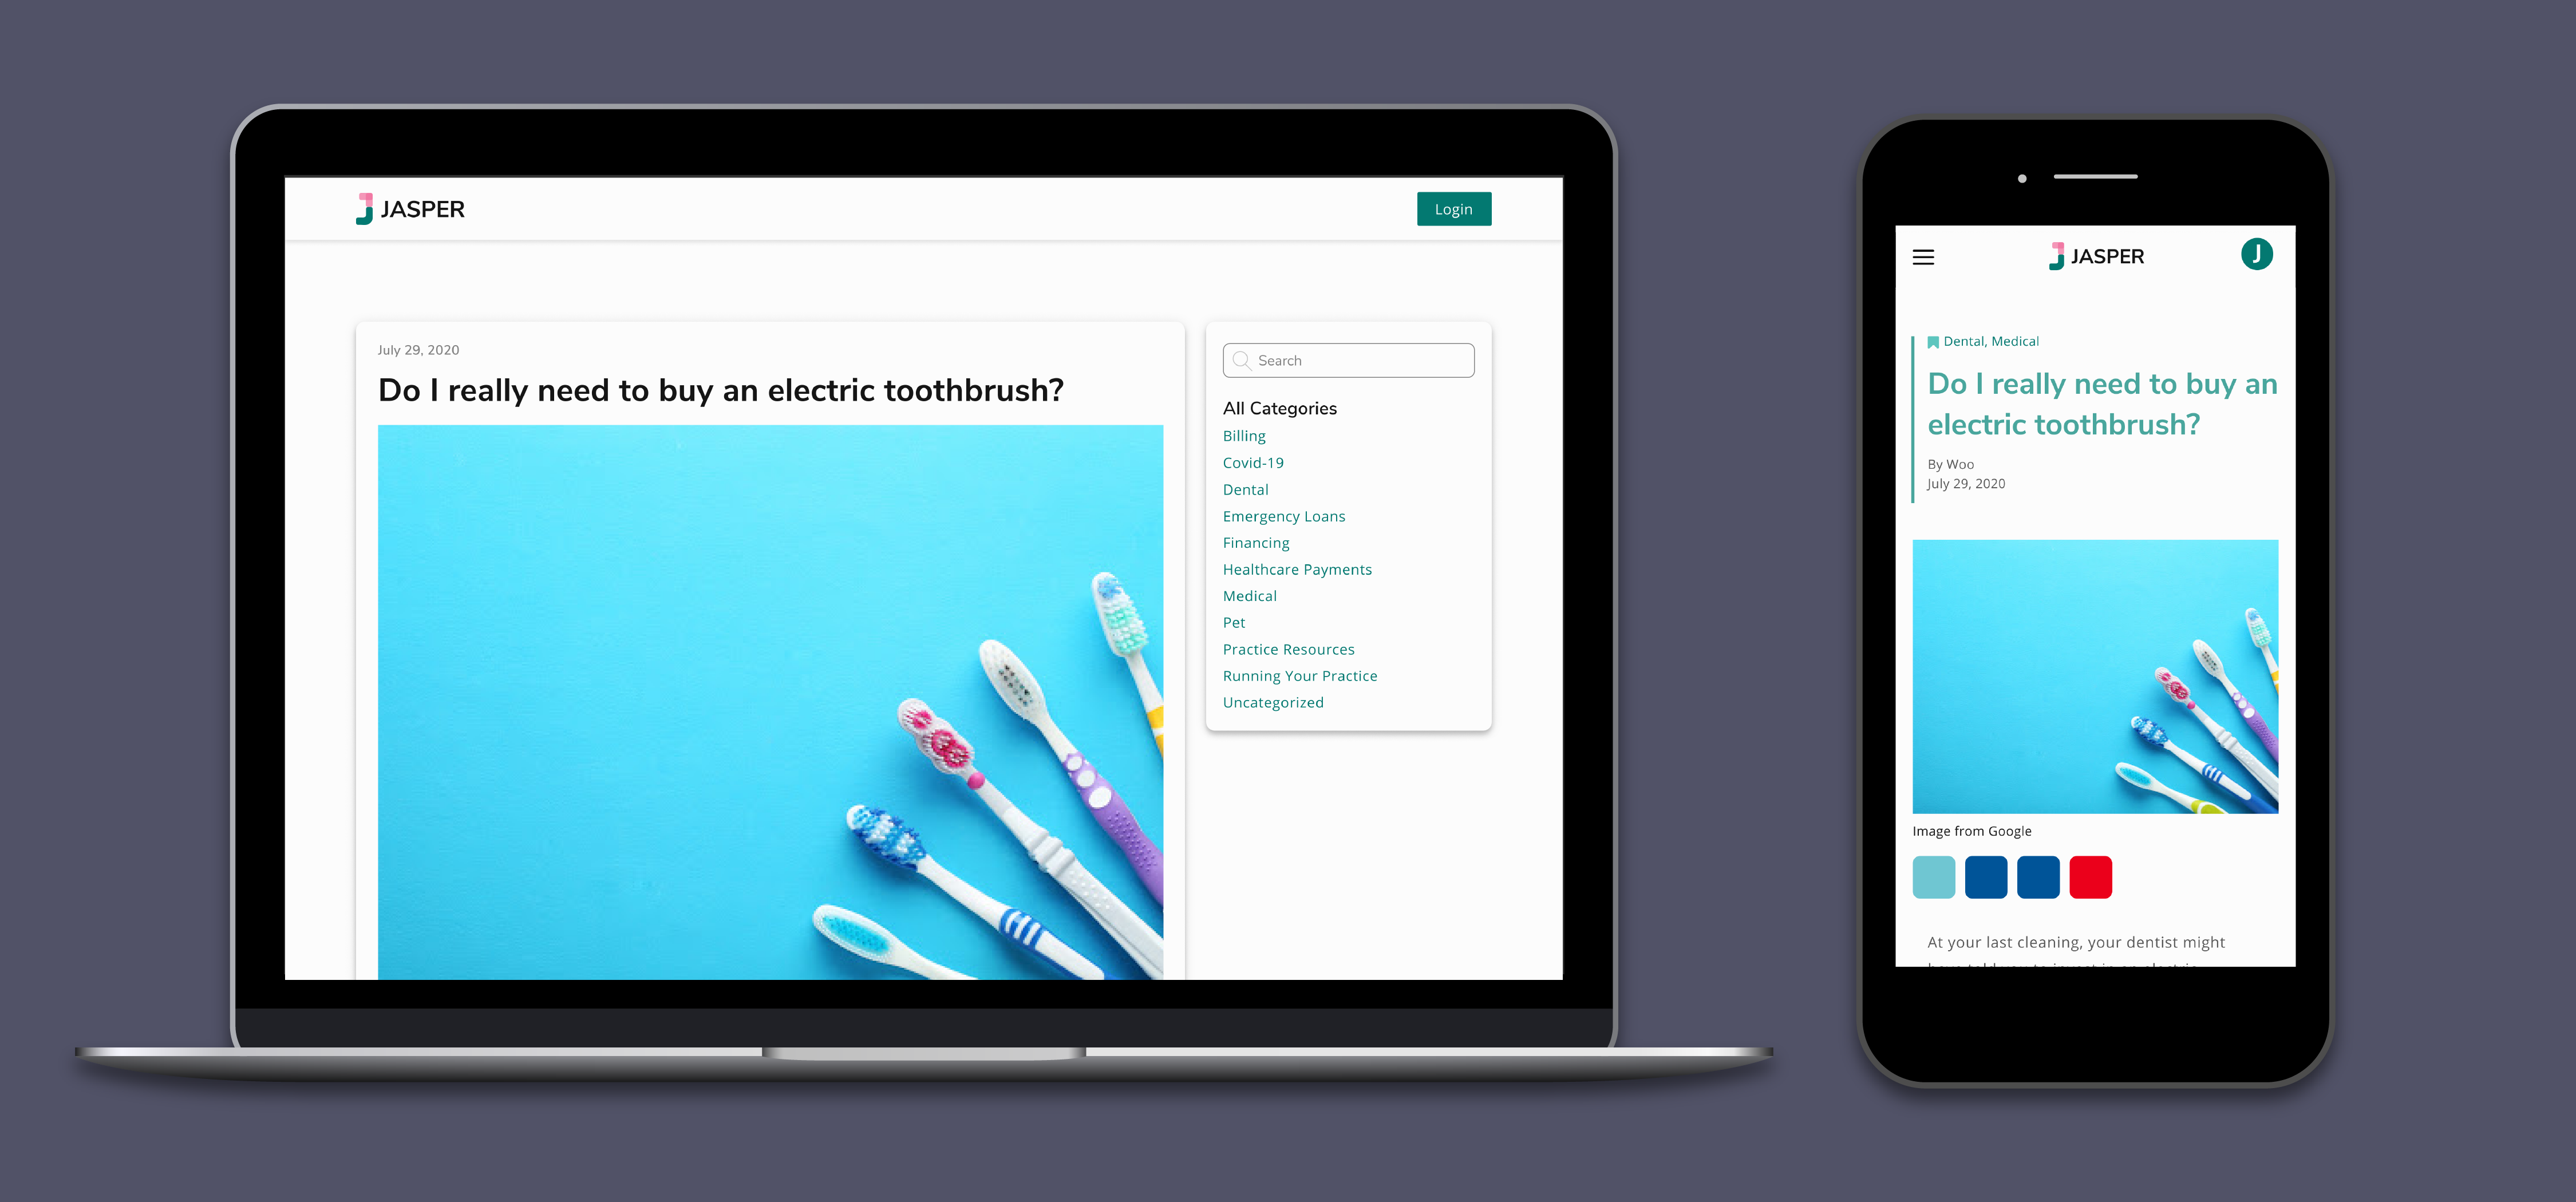 JASPER
Login
July 29, 2020
Do I really need to buy an electric toothbrush?
Search
All Categories
Billing
Covid-19
Dental
Emergency Loans
Financing
Healthcare Payments
Medical
Pet
Practice Resources
Running Your Practice
Uncategorized
JASPER
J
Dental, Medical
Do I really need to buy an
electric toothbrush?
By Woo
July 29, 2020
Image from Google
At your last cleaning, your dentist might